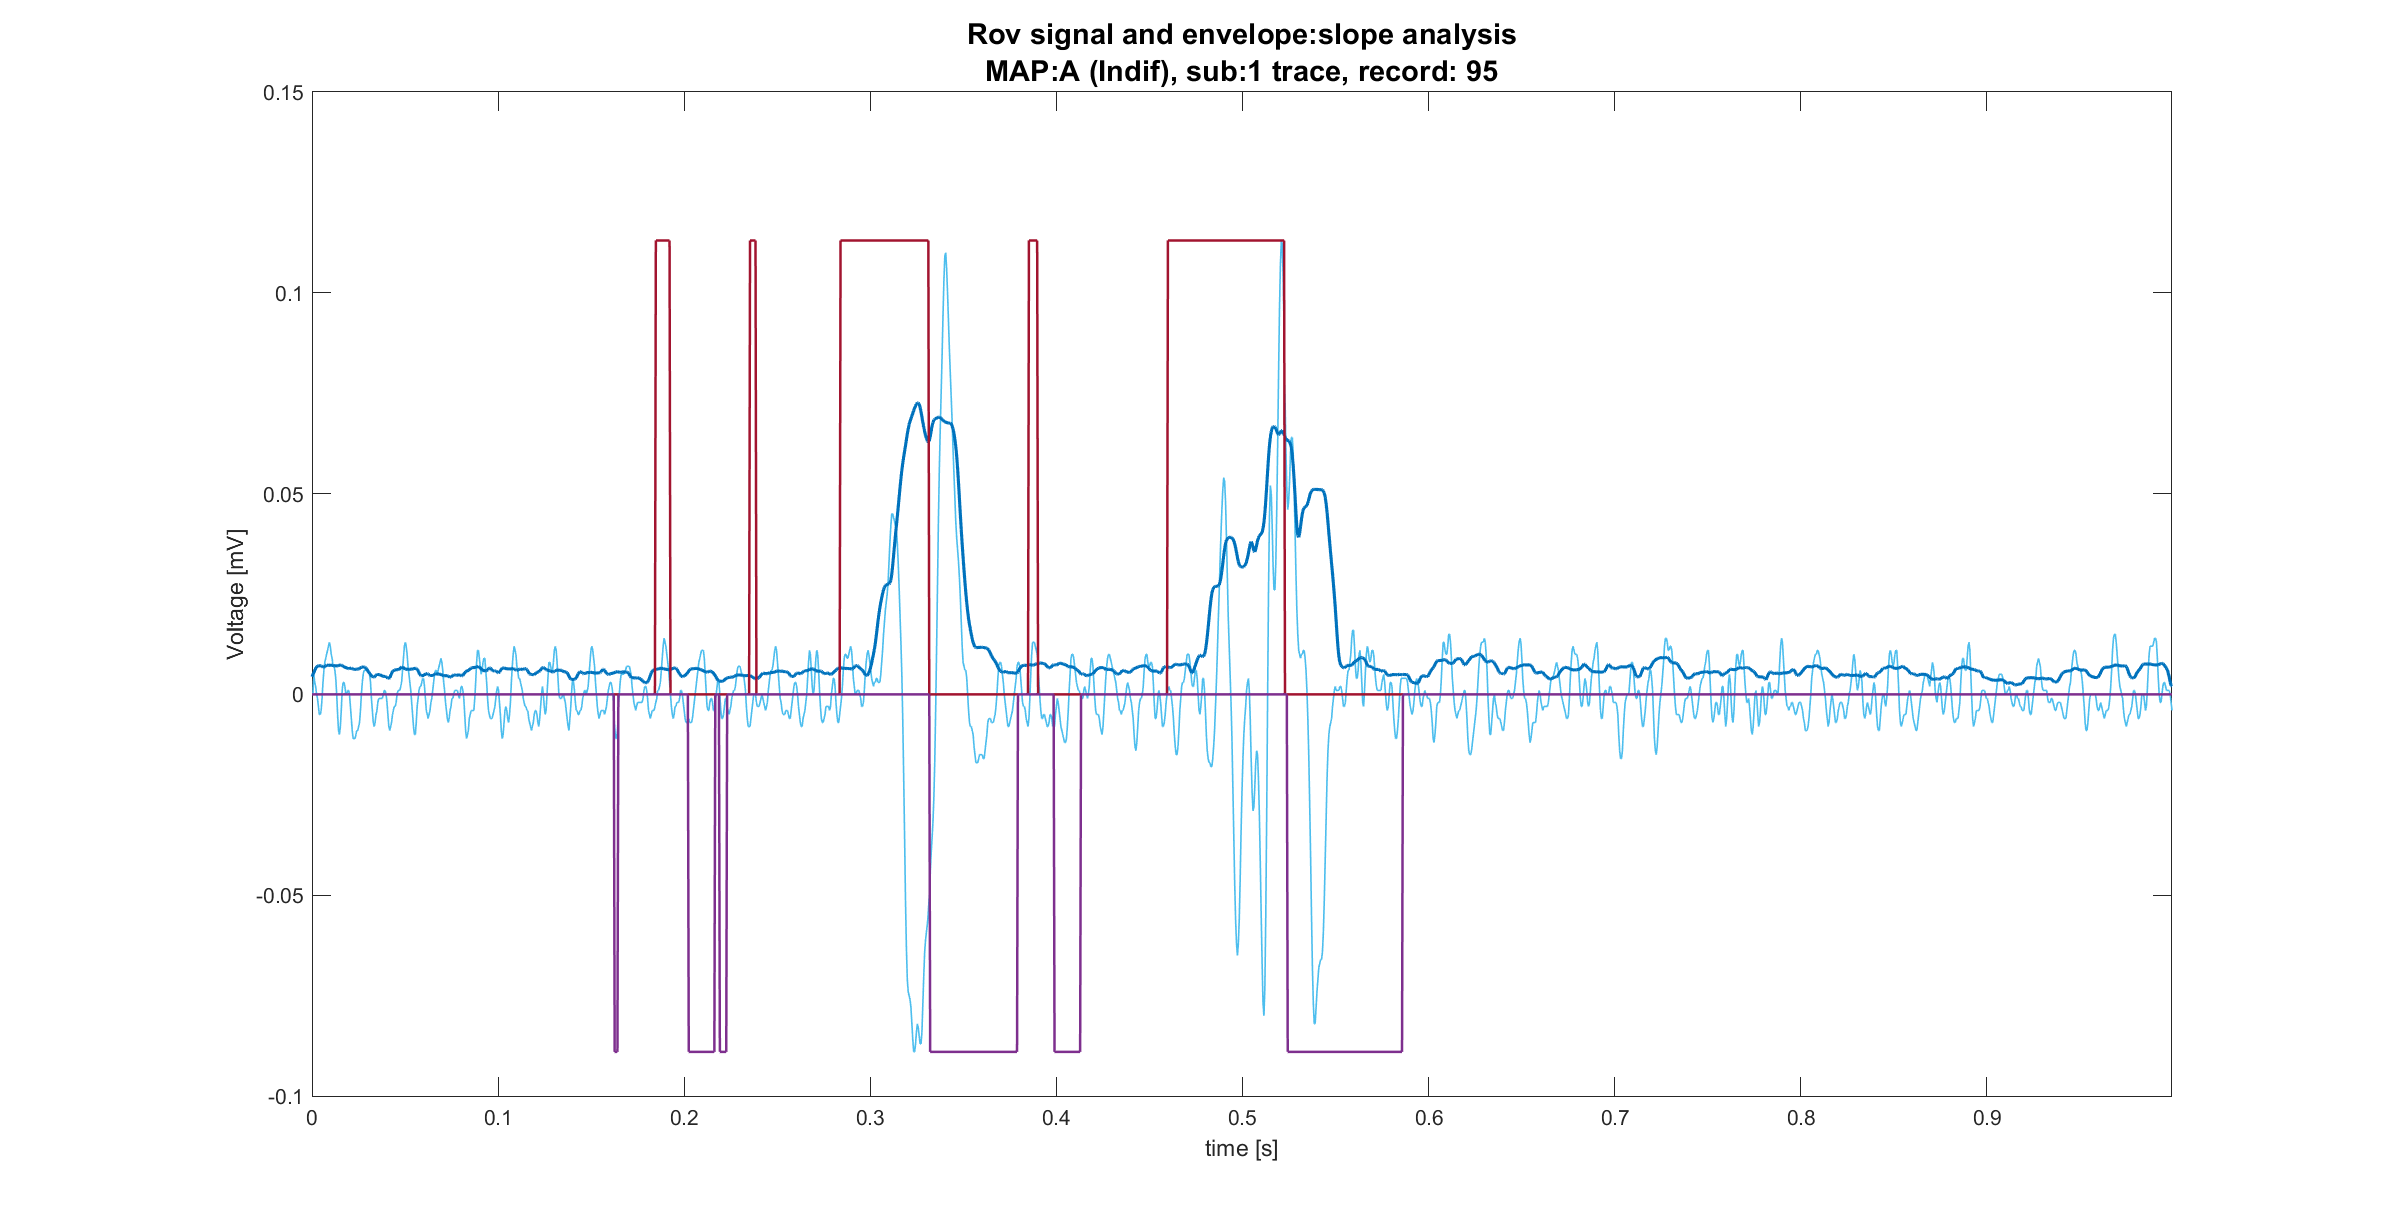 Rov signal and envelope:slope analysis
MAP:A (Indif), sub:1 trace, record: 95
0.15
0.1
0.05
0
-0.05
-0.1
Voltage [mV]
0 0.1 0.2 0.3 0.4 0.5 0.6 0.7 0.8 0.9
time [s]